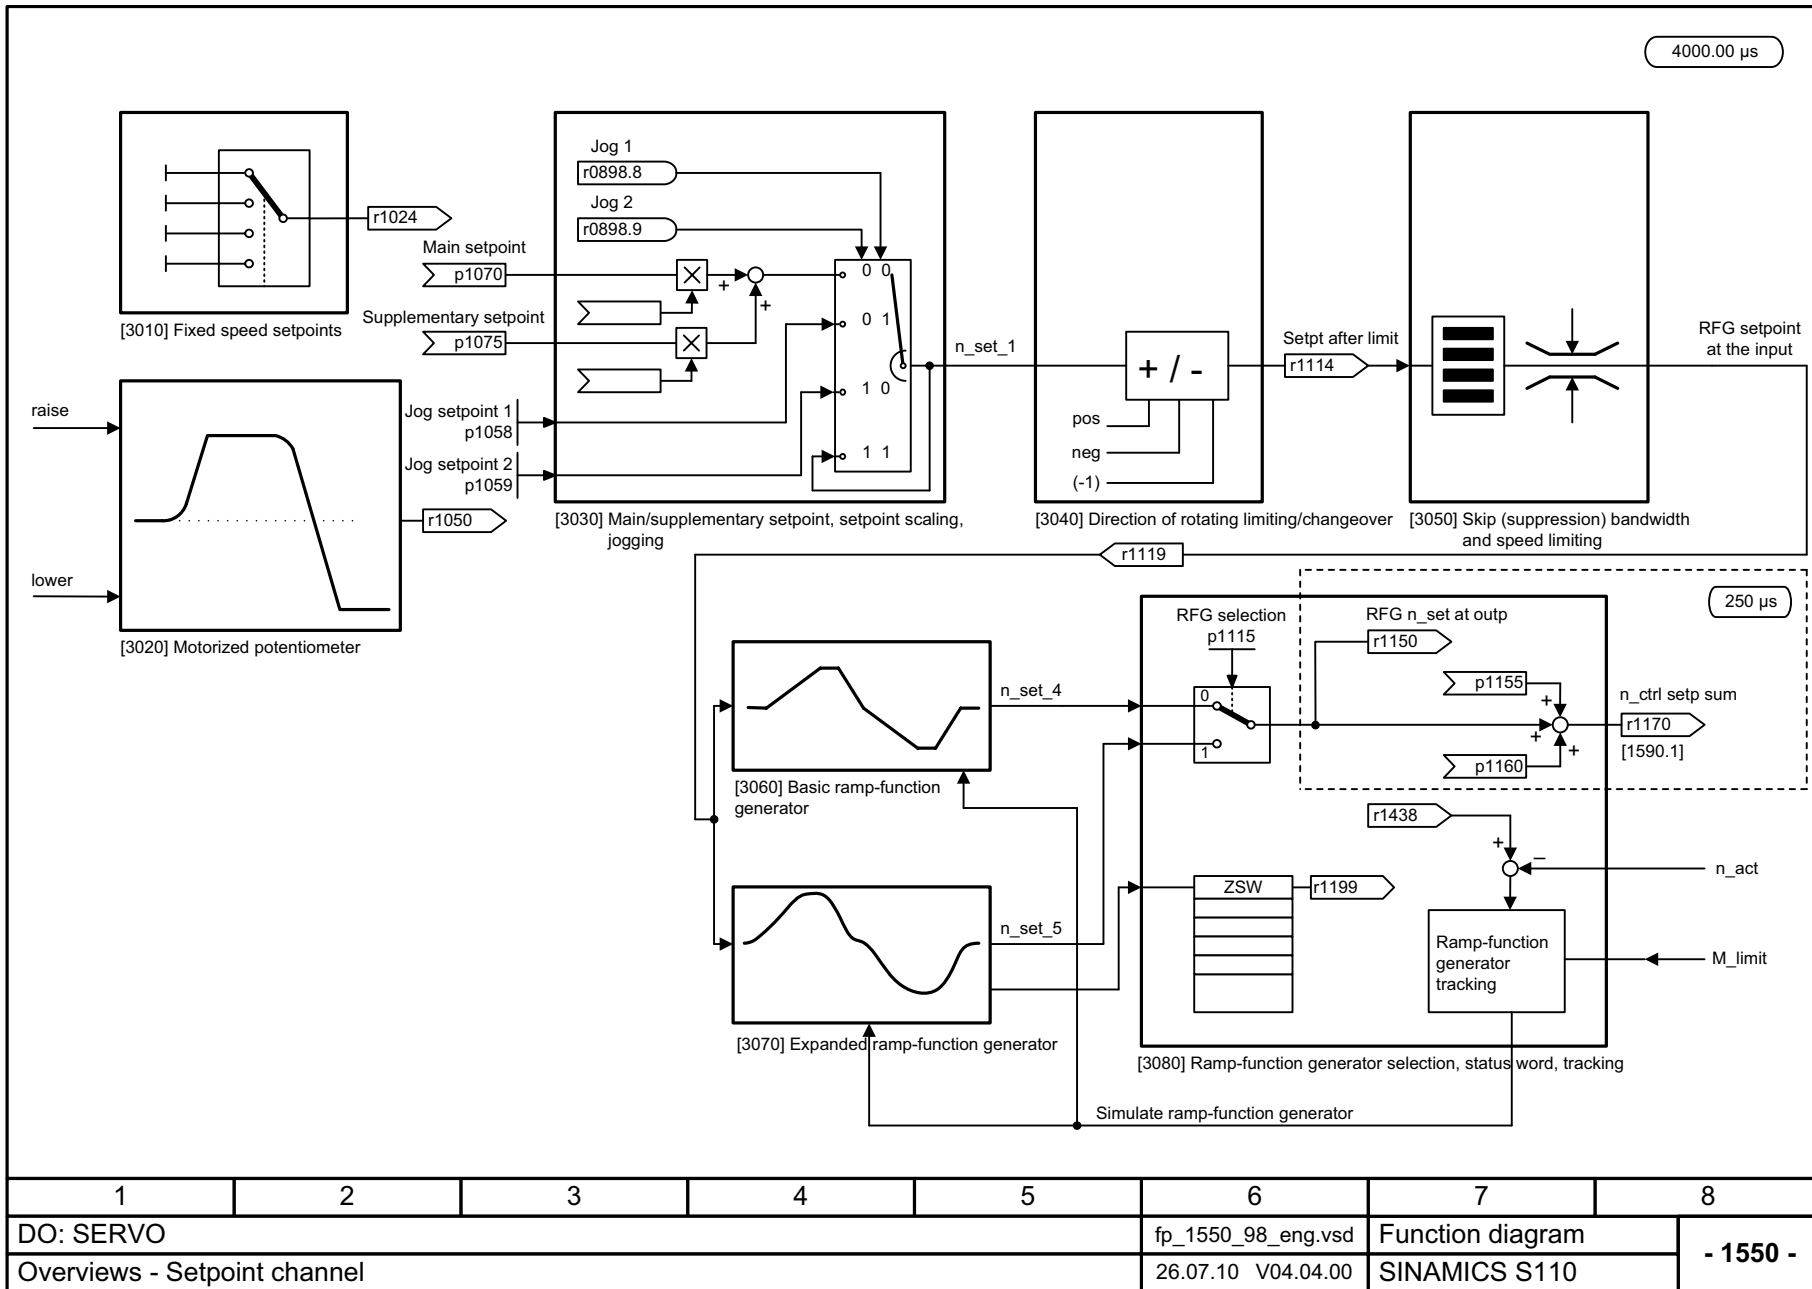 4000.00 µs
r1024
[3010] Fixed speed setpoints
Main setpoint
p1070
Supplementary setpoint
p1075
Jog 1
r0898.8
Jog 2
r0898.9
+
+
0 0
0 1
1 0
1 1
Jog setpoint 1
p1058
Jog setpoint 2
p1059
[3030] Main/supplementary setpoint, setpoint scaling,
jogging
n_set_1
+ / -
pos
neg
(-1)
[3040] Direction of rotating limiting/changeover
Setpt after limit
r1114
[3050] Skip (suppression) bandwidth
and speed limiting
RFG setpoint
at the input
raise
lower
r1050
[3020] Motorized potentiometer
r1119
250 µs
n_set_4
[3060] Basic ramp-function
generator
n_set_5
[3070] Expanded ramp-function generator
RFG selection
p1115
0
1
RFG n_set at outp
r1150
p1155
+
+
+
p1160
n_ctrl setp sum
r1170
[1590.1]
r1438
+
–
n_act
ZSW
r1199
Ramp-function
generator
tracking
M_limit
[3080] Ramp-function generator selection, status word, tracking
Simulate ramp-function generator
1 2 3 4 5 6 7 8
DO: SERVO
fp_1550_98_eng.vsd
Function diagram
- 1550 -
Overviews - Setpoint channel
26.07.10 V04.04.00
SINAMICS S110